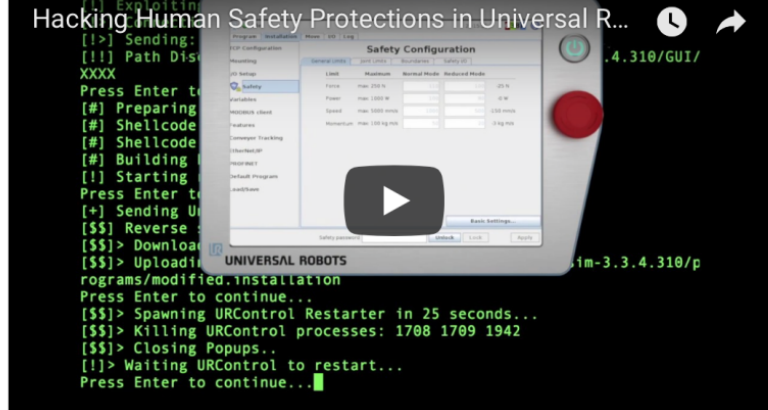 Hacking Human Safety Protections in Universal R...
[!] Exploiting
[!>] Sending:
[!!] Path Dis
.4.310/GUI/
XXXX
Press Enter to
[#] Preparing
[#] Shellcode
[#] Shellcode
[#] Building
[!] Starting
Press Enter to
[+] Sending
[$$] Reverse
[$$]> Downloa
[$$]> Uploadin
im-3.3.4.310/p
rograms/modified.installation
Press Enter to continue...
[$$]> Spawning URControl Restarter in 25 seconds...
[$$]> Killing URControl processes: 1708 1709 1942
[$$]> Closing Popups..
[!]> Waiting URControl to restart...
Press Enter to continue...
Program Installation Move I/O Log
TCP Configuration
Mounting
I/O Setup
Safety
Variables
MODBUS client
Features
Conveyor Tracking
EtherNet/IP
PROFINET
Default Program
Load/Save
Safety Configuration
General Limits Joint Limits Boundaries Safety I/O
Limit Maximum Normal Mode Reduced Mode
Force
Power
Speed
Momentum
Basic Settings...
Safety password Unlock Lock Apply
UNIVERSAL ROBOTS